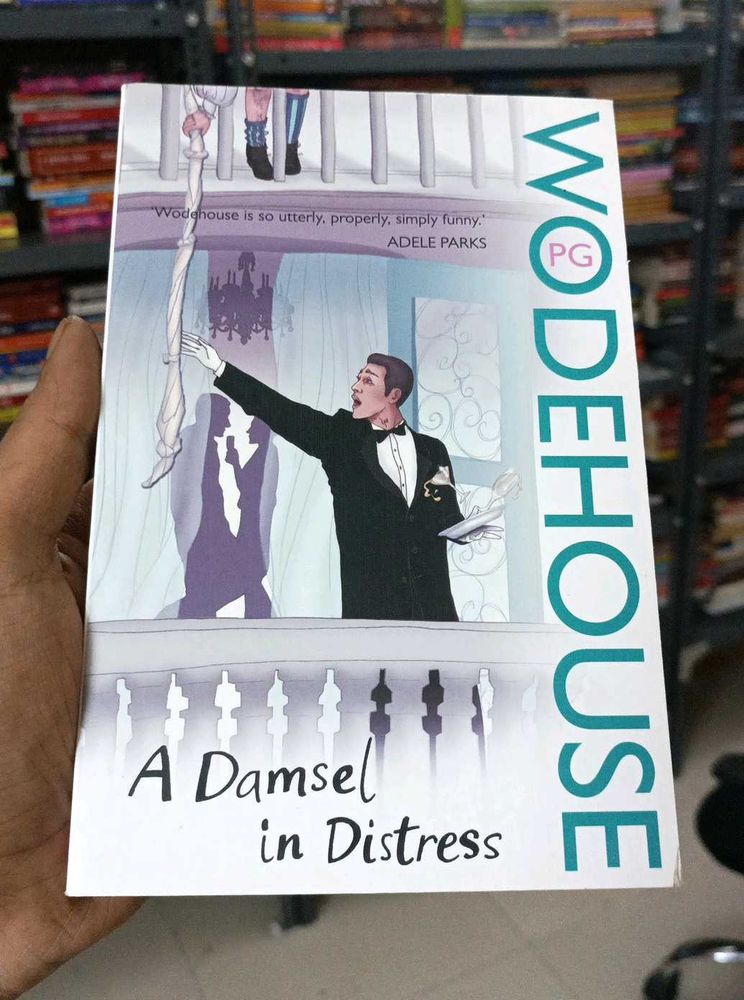 'Wodehouse is so utterly, properly, simply funny.'
ADELE PARKS
PG
WODEHOUSE
A Damsel
in Distress